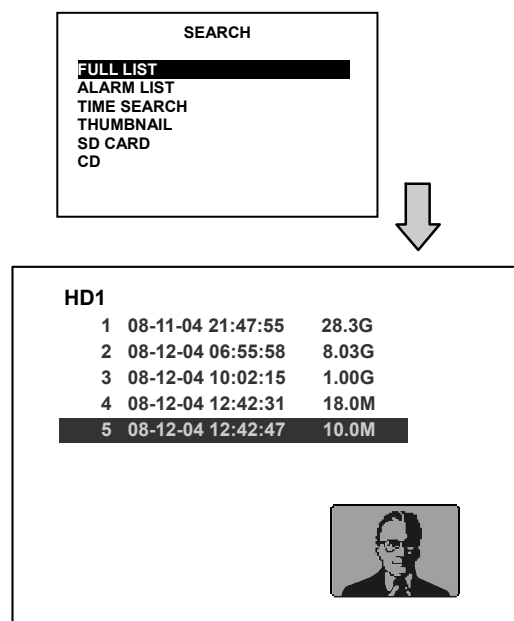 SEARCH
FULL LIST
ALARM LIST
TIME SEARCH
THUMBNAIL
SD CARD
CD
HD1
1 08-11-04 21:47:55 28.3G
2 08-12-04 06:55:58 8.03G
3 08-12-04 10:02:15 1.00G
4 08-12-04 12:42:31 18.0M
5 08-12-04 12:42:47 10.0M